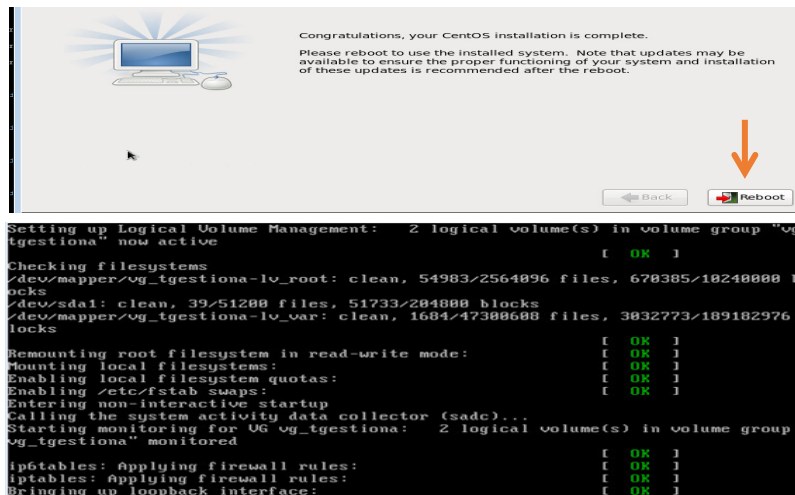 Congratulations, your CentOS installation is complete.
Please reboot to use the installed system. Note that updates may be
available to ensure the proper functioning of your system and installation
of these updates is recommended after the reboot.
Back
Reboot
Setting up Logical Volume Management: 2 logical volume(s) in volume group "vg
tgestiona" now active
[ OK ]
Checking filesystems
/dev/mapper/vg_tgestiona-lv_root: clean, 54983/2564096 files, 670385/10240000 bl
ocks
/dev/sda1: clean, 39/51200 files, 51733/204800 blocks
/dev/mapper/vg_tgestiona-lv_var: clean, 1684/47300608 files, 3032773/189182976
locks
[ OK ]
Remounting root filesystem in read-write mode: [ OK ]
Mounting local filesystems: [ OK ]
Enabling local filesystem quotas: [ OK ]
Enabling /etc/fstab swaps: [ OK ]
Entering non-interactive startup
Calling the system activity data collector (sadc)...
Starting monitoring for VG vg_tgestiona: 2 logical volume(s) in volume group
vg_tgestiona" monitored
[ OK ]
ip6tables: Applying firewall rules: [ OK ]
iptables: Applying firewall rules: [ OK ]
Bringing up loopback interface: [ OK ]